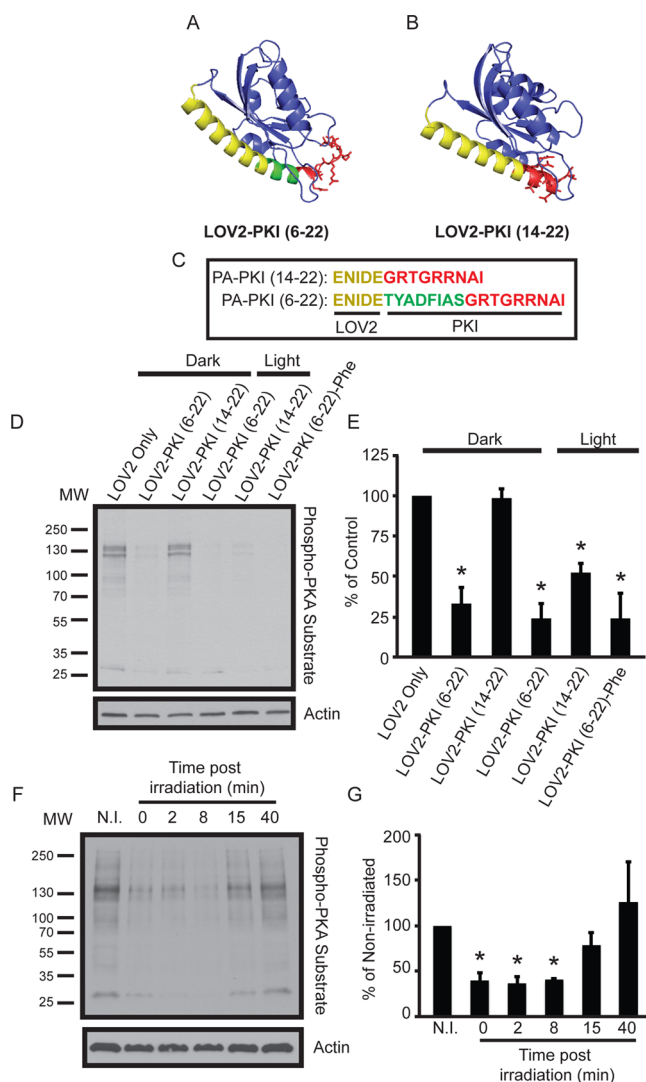 A
B
LOV2-PKI (6-22)
LOV2-PKI (14-22)
C
PA-PKI (14-22): ENIDEGRTGRRNAI
PA-PKI (6-22): ENIDETYADFIASGRTGRRNAI
LOV2
PKI
Dark
Light
D
LOV2 Only
LOV2-PKI (6-22)
LOV2-PKI (14-22)
LOV2-PKI (6-22)
LOV2-PKI (14-22)
LOV2-PKI (6-22)-Phe
MW
250
130
100
70
55
35
25
Phospho-PKA Substrate
Actin
E
Dark
Light
% of Control
125
100
75
50
25
0
*
*
*
*
LOV2 Only
LOV2-PKI (6-22)
LOV2-PKI (14-22)
LOV2-PKI (6-22)
LOV2-PKI (14-22)
LOV2-PKI (6-22)-Phe
F
Time post
irradiation (min)
MW
N.I. 0 2 8 15 40
250
130
100
70
55
35
25
Phospho-PKA Substrate
Actin
G
% of Non-irradiated
200
150
100
50
0
* * *
N.I. 0 2 8 15 40
Time post
irradiation (min)